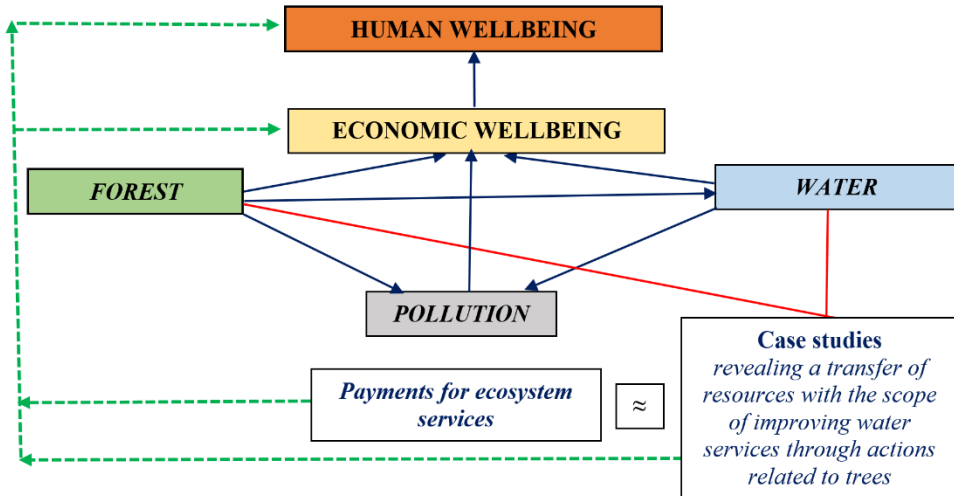 HUMAN WELLBEING
ECONOMIC WELLBEING
FOREST
WATER
POLLUTION
Case studies
revealing a transfer of
resources with the scope
of improving water
services through actions
related to trees
Payments for ecosystem
services
≈